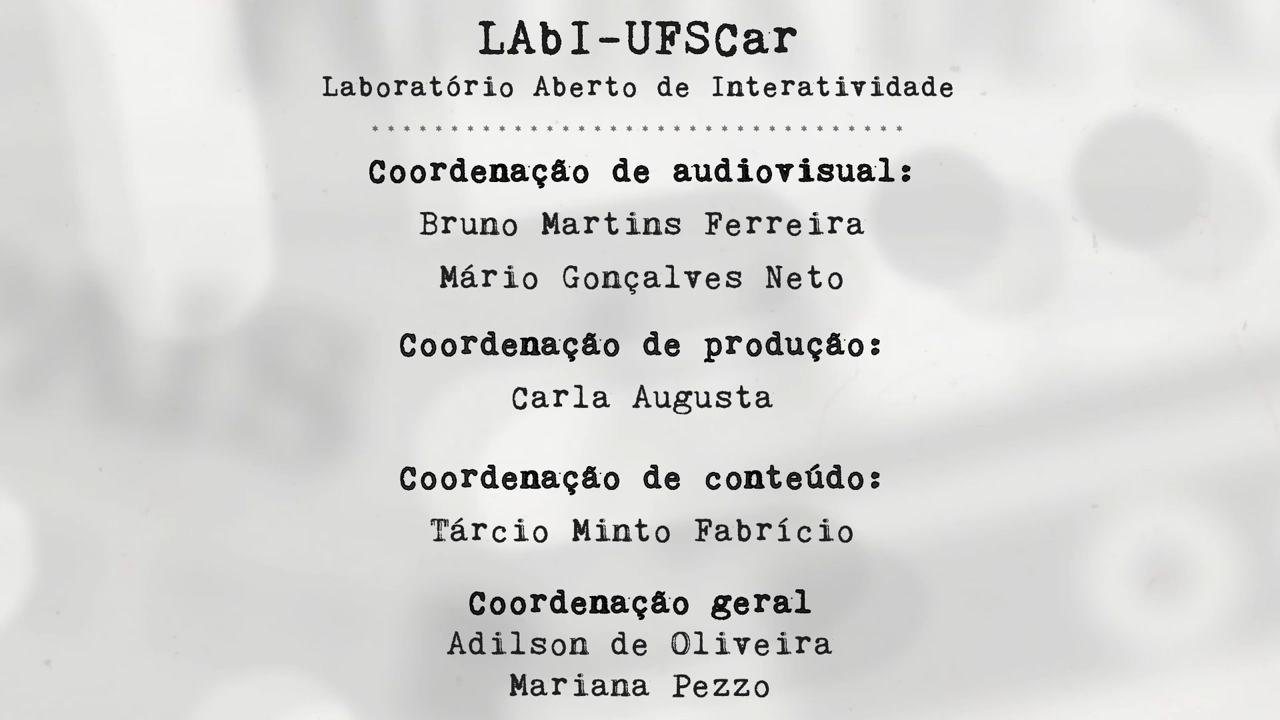 LAbI-UFSCar
Laboratório Aberto de Interatividade
Coordenação de audiovisual:
Bruno Martins Ferreira
Mário Gonçalves Neto
Coordenação de produção:
Carla Augusta
Coordenação de conteúdo:
Tárcio Minto Fabrício
Coordenação geral
Adilson de Oliveira
Mariana Pezzo